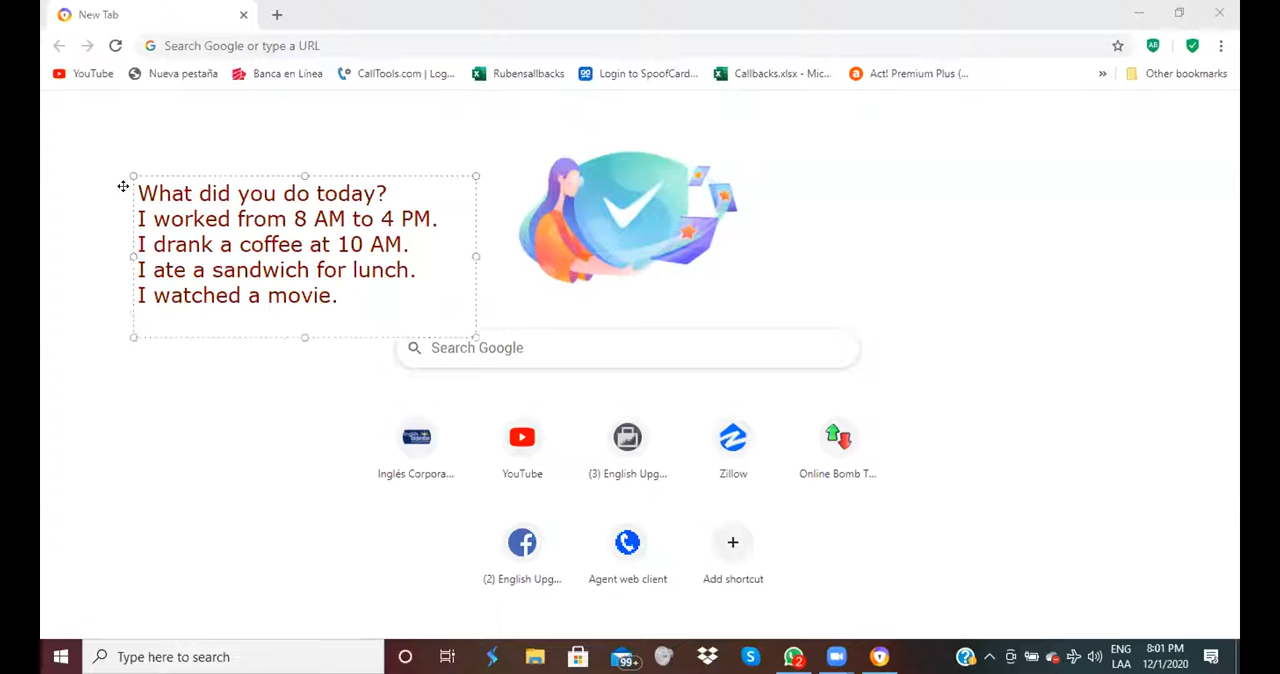 New Tab
Search Google or type a URL
YouTube Nueva pestaña Banca en Línea CallTools.com | Log... Rubensallbacks Login to SpoofCard... Callbacks.xlsx - Mic... Act! Premium Plus (... » Other bookmarks
What did you do today?
I worked from 8 AM to 4 PM.
I drank a coffee at 10 AM.
I ate a sandwich for lunch.
I watched a movie.
Search Google
Inglés Corpora... YouTube (3) English Upg... Zillow Online Bomb T...
(2) English Upg... Agent web client Add shortcut
Type here to search 99+ 2 ENG 8:01 PM
LAA 12/1/2020